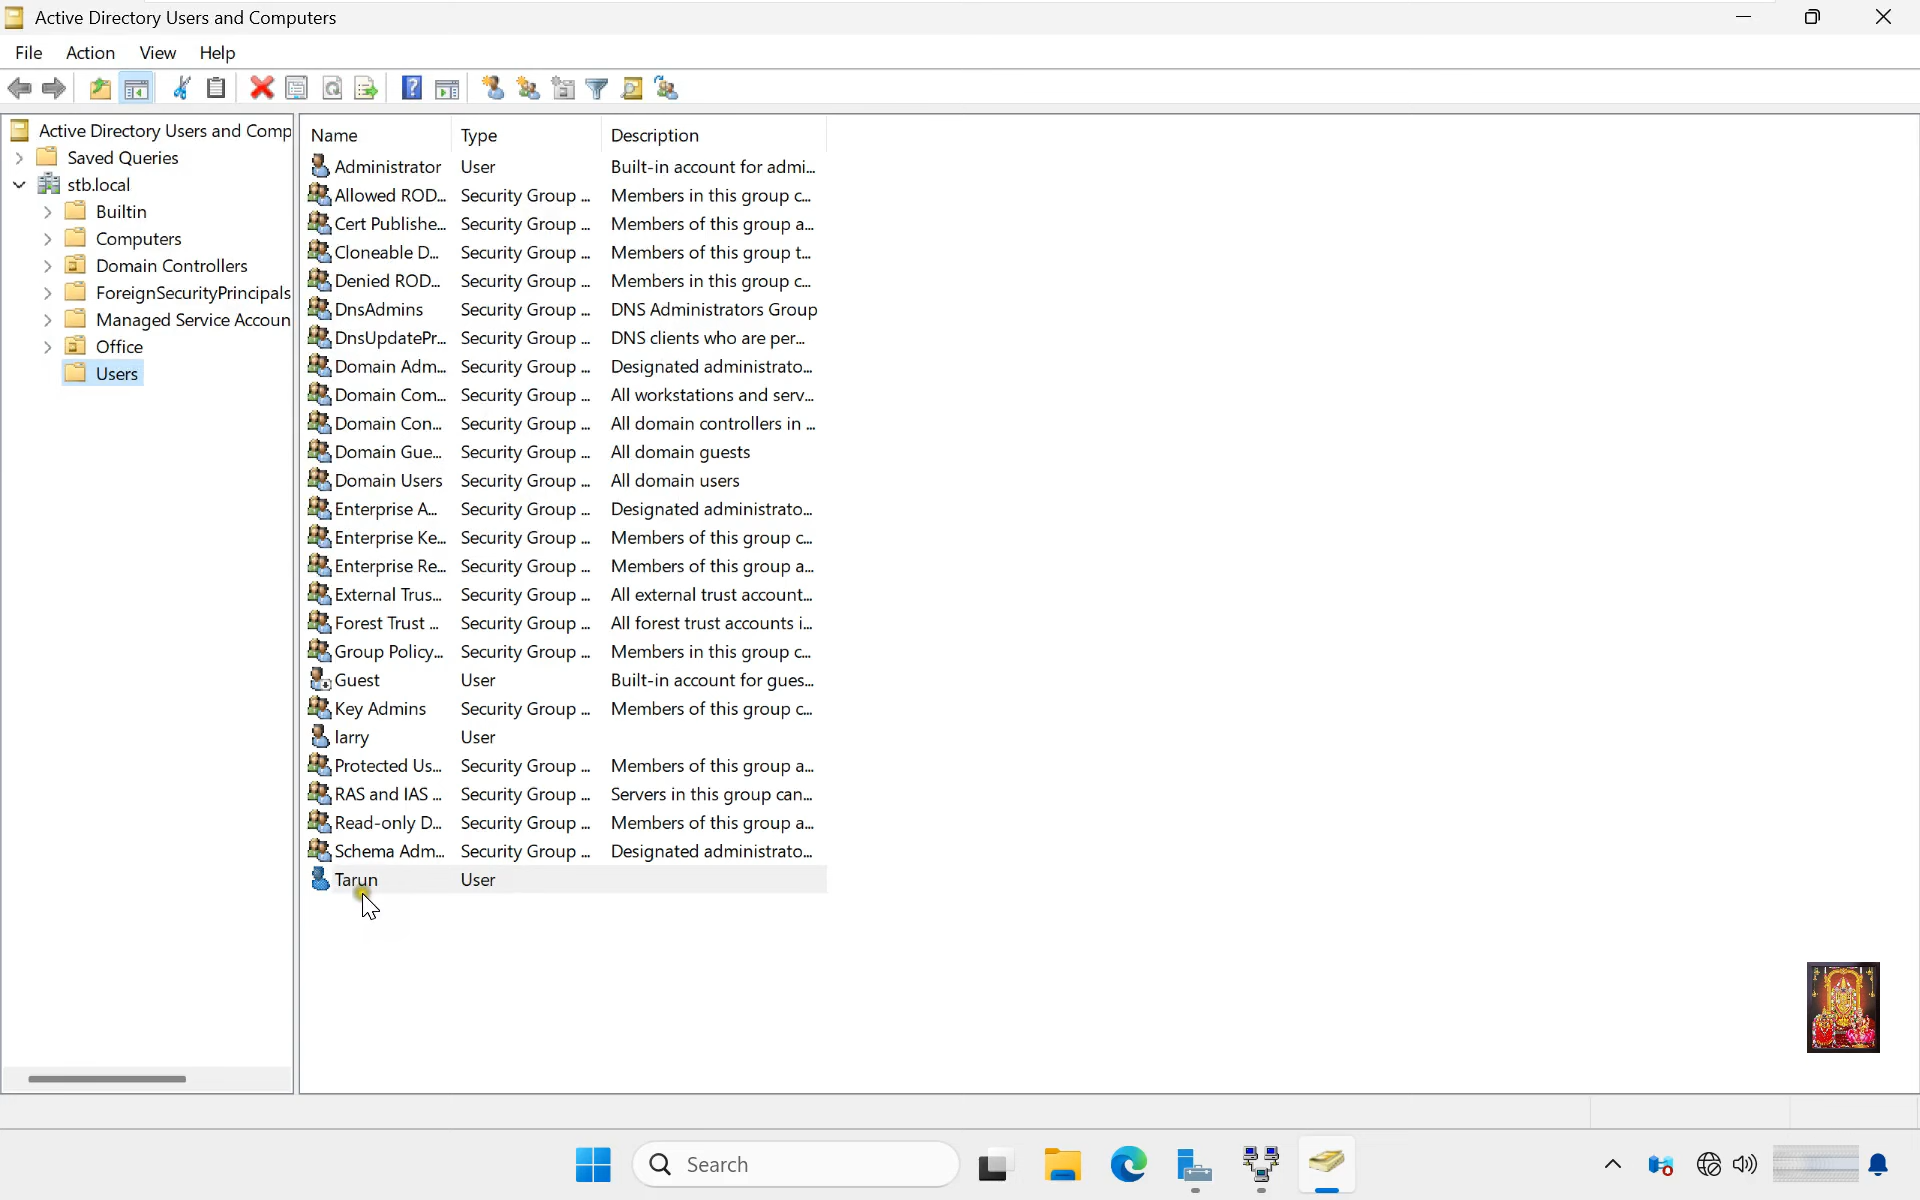 Active Directory Users and Computers
File Action View Help
Active Directory Users and Comp
Saved Queries
stb.local
Builtin
Computers
Domain Controllers
ForeignSecurityPrincipals
Managed Service Accoun
Office
Users
Name Type Description
Administrator User Built-in account for admi...
Allowed ROD... Security Group ... Members in this group c...
Cert Publishe... Security Group ... Members of this group a...
Cloneable D... Security Group ... Members of this group t...
Denied ROD... Security Group ... Members in this group c...
DnsAdmins Security Group ... DNS Administrators Group
DnsUpdatePr... Security Group ... DNS clients who are per...
Domain Adm... Security Group ... Designated administrato...
Domain Com... Security Group ... All workstations and serv...
Domain Con... Security Group ... All domain controllers in ...
Domain Gue... Security Group ... All domain guests
Domain Users Security Group ... All domain users
Enterprise A... Security Group ... Designated administrato...
Enterprise Ke... Security Group ... Members of this group c...
Enterprise Re... Security Group ... Members of this group a...
External Trus... Security Group ... All external trust account...
Forest Trust ... Security Group ... All forest trust accounts i...
Group Policy... Security Group ... Members in this group c...
Guest User Built-in account for gues...
Key Admins Security Group ... Members of this group c...
larry User
Protected Us... Security Group ... Members of this group a...
RAS and IAS ... Security Group ... Servers in this group can...
Read-only D... Security Group ... Members of this group a...
Schema Adm... Security Group ... Designated administrato...
Tarun User
Search